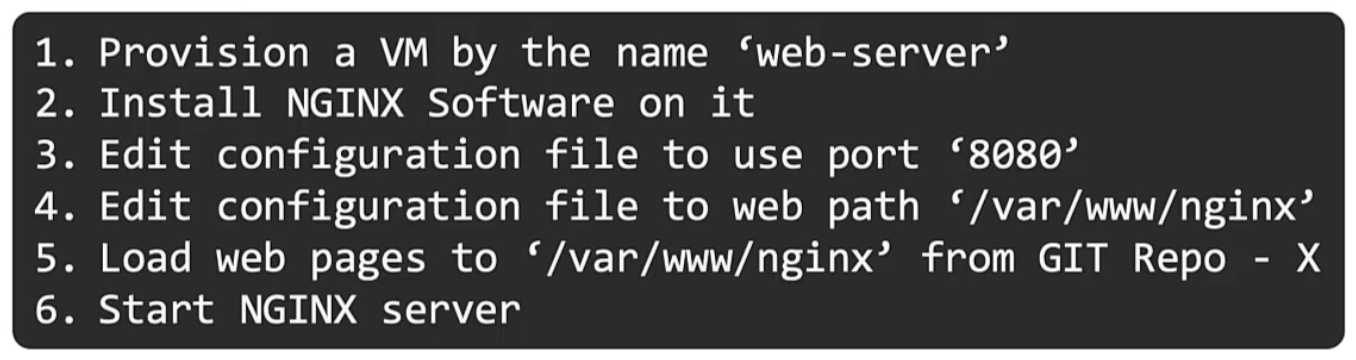 1. Provision a VM by the name ‘web-server’
2. Install NGINX Software on it
3. Edit configuration file to use port ‘8080’
4. Edit configuration file to web path ‘/var/www/nginx’
5. Load web pages to ‘/var/www/nginx’ from GIT Repo - X
6. Start NGINX server